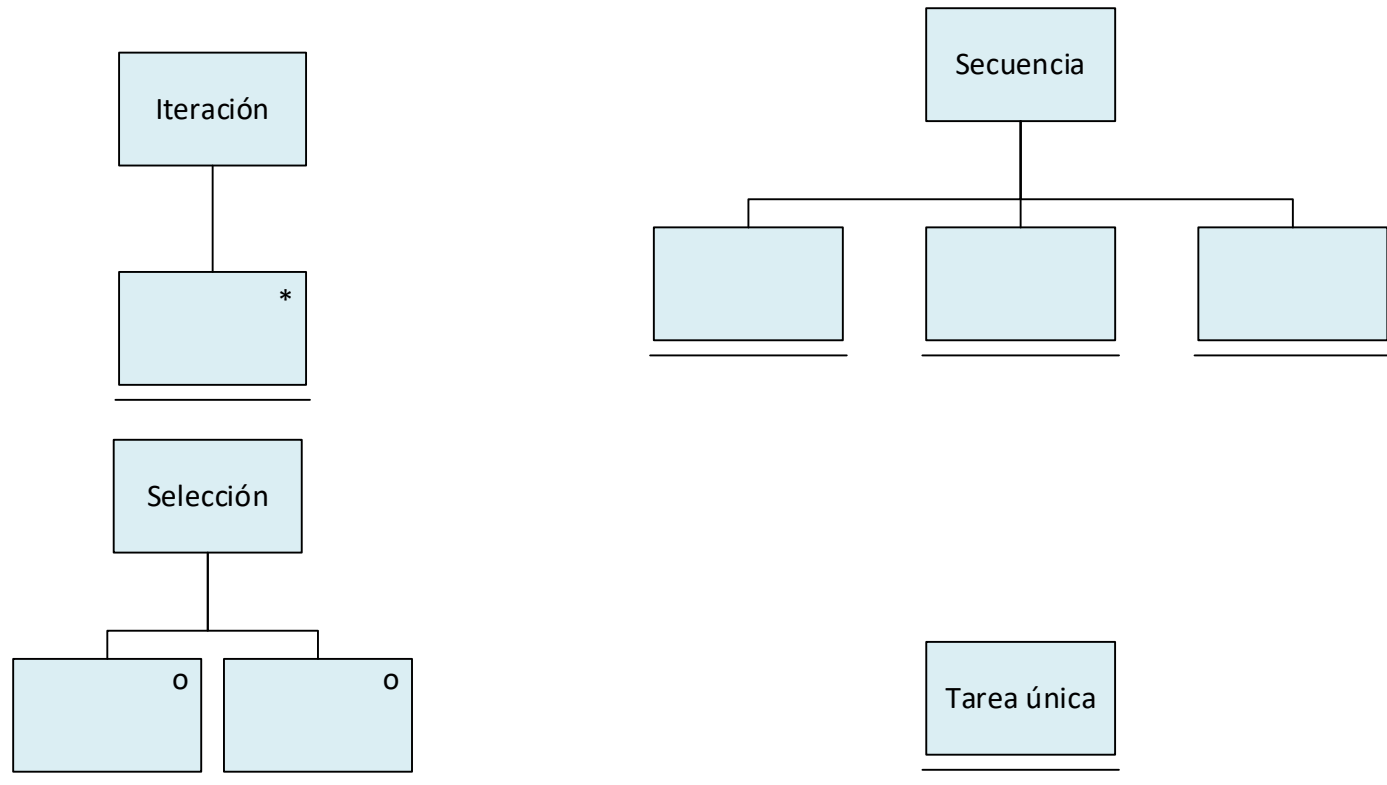 Secuencia
Iteración
*
Selección
o
o
Tarea única